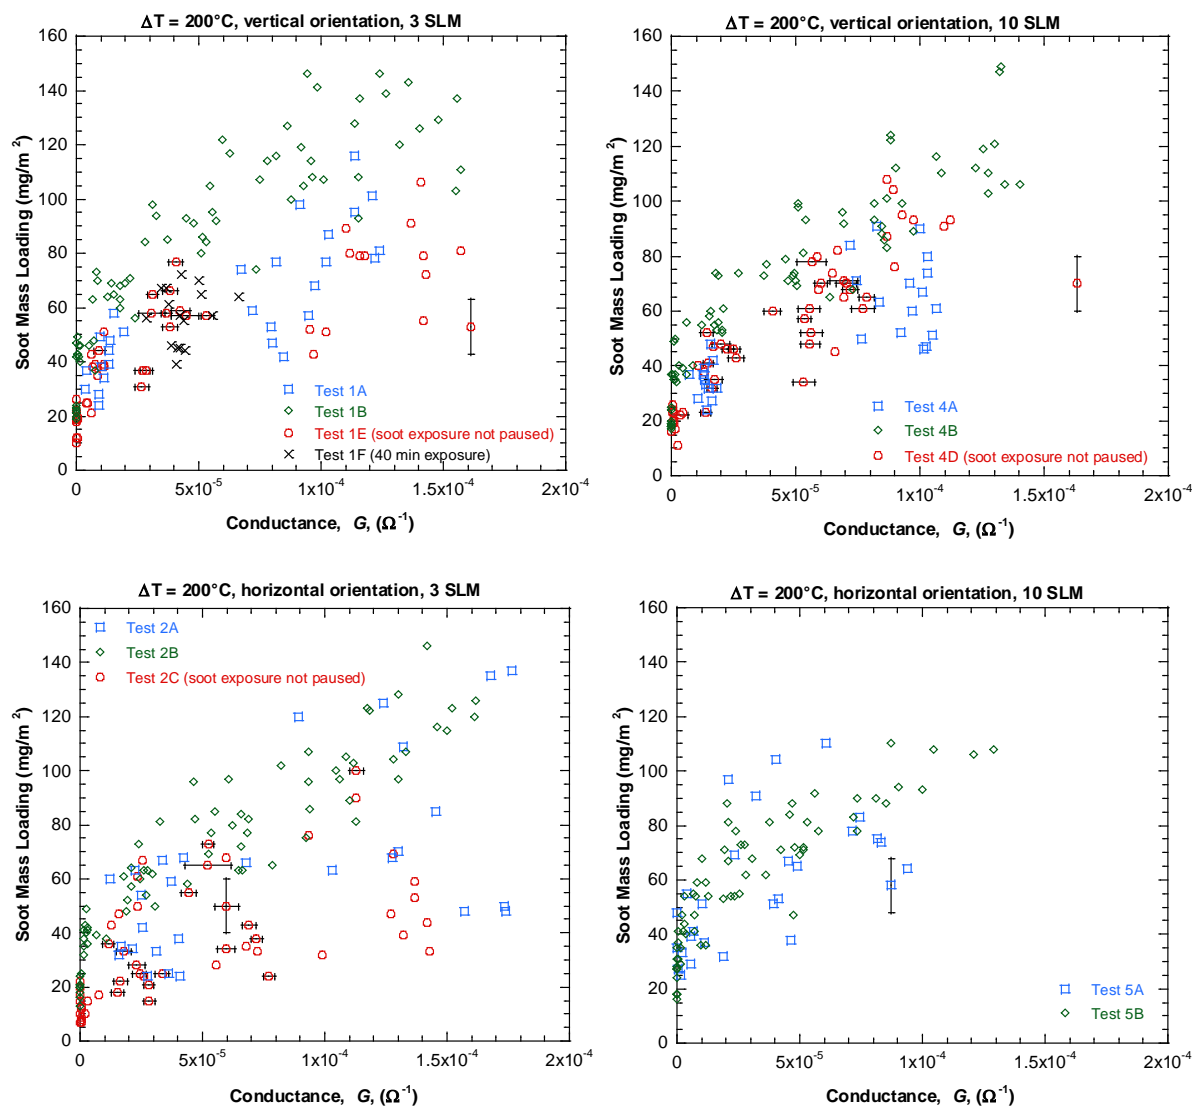 ΔT = 200°C, vertical orientation, 3 SLM
160
140
120
100
80
60
40
20
0
Soot Mass Loading (mg/m²)
Test 1A
Test 1B
Test 1E (soot exposure not paused)
Test 1F (40 min exposure)
0 5x10⁻⁵ 1x10⁻⁴ 1.5x10⁻⁴ 2x10⁻⁴
Conductance, G, (Ω⁻¹)
ΔT = 200°C, vertical orientation, 10 SLM
160
140
120
100
80
60
40
20
0
Soot Mass Loading (mg/m²)
Test 4A
Test 4B
Test 4D (soot exposure not paused)
0 5x10⁻⁵ 1x10⁻⁴ 1.5x10⁻⁴ 2x10⁻⁴
Conductance, G, (Ω⁻¹)
ΔT = 200°C, horizontal orientation, 3 SLM
160
140
120
100
80
60
40
20
0
Soot Mass Loading (mg/m²)
Test 2A
Test 2B
Test 2C (soot exposure not paused)
0 5x10⁻⁵ 1x10⁻⁴ 1.5x10⁻⁴ 2x10⁻⁴
Conductance, G, (Ω⁻¹)
ΔT = 200°C, horizontal orientation, 10 SLM
160
140
120
100
80
60
40
20
0
Soot Mass Loading (mg/m²)
Test 5A
Test 5B
0 5x10⁻⁵ 1x10⁻⁴ 1.5x10⁻⁴ 2x10⁻⁴
Conductance, G, (Ω⁻¹)